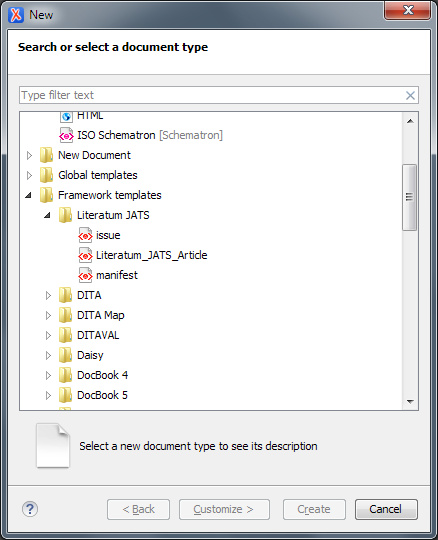 New
Search or select a document type
Type filter text
HTML
ISO Schematron [Schematron]
New Document
Global templates
Framework templates
Literatum JATS
issue
Literatum_JATS_Article
manifest
DITA
DITA Map
DITAVAL
Daisy
DocBook 4
DocBook 5
Select a new document type to see its description
?
< Back
Customize >
Create
Cancel